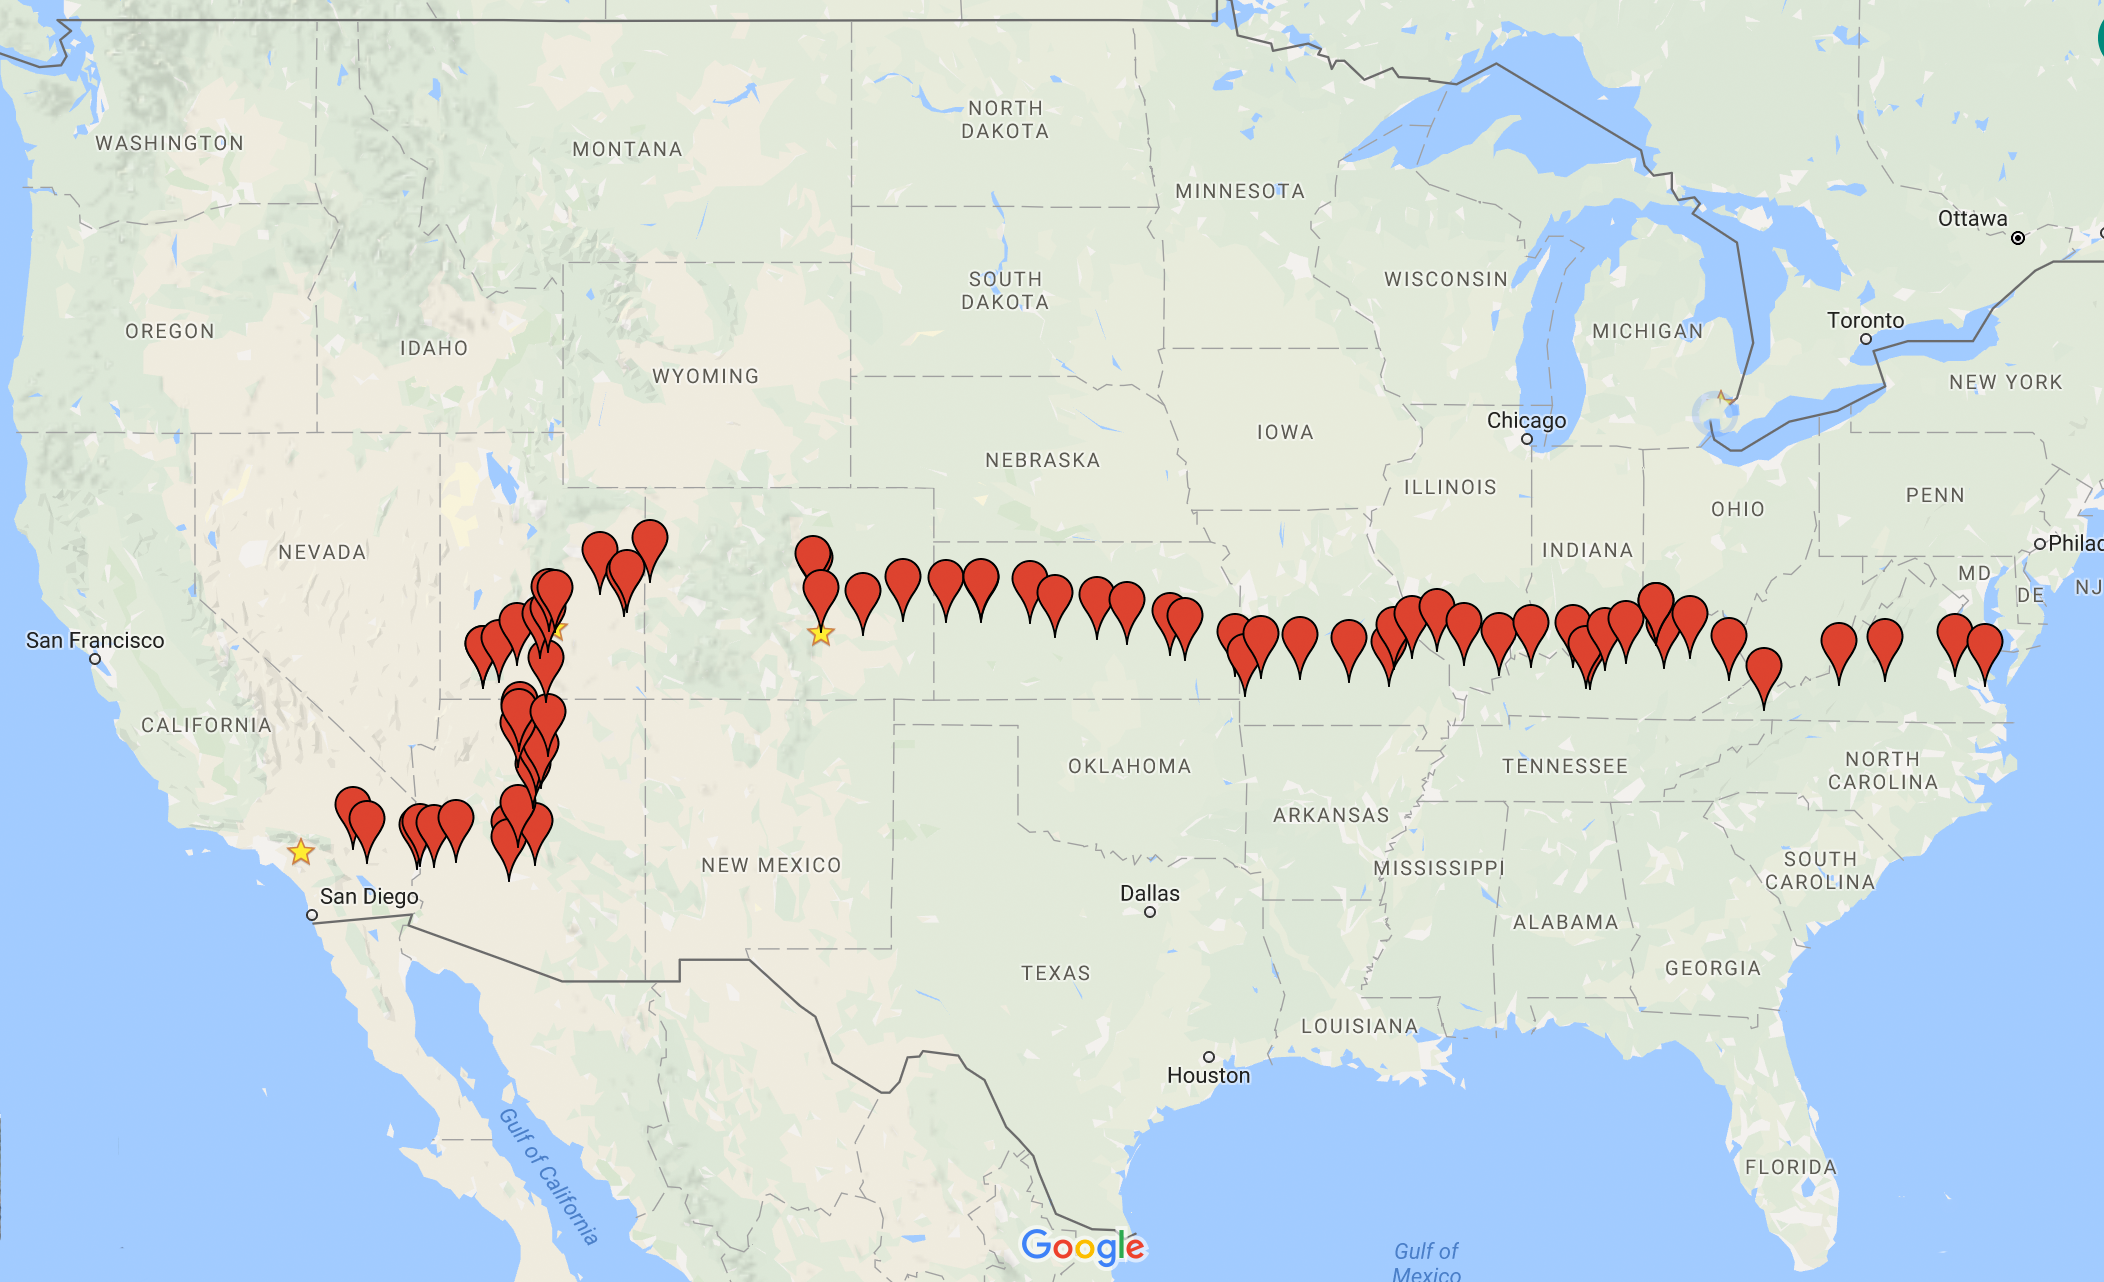 WASHINGTON
MONTANA
NORTH
DAKOTA
MINNESOTA
Ottawa
SOUTH
DAKOTA
WISCONSIN
MICHIGAN
Toronto
OREGON
IDAHO
WYOMING
NEW YORK
Chicago
IOWA
NEBRASKA
ILLINOIS
OHIO
PENN
NEVADA
INDIANA
Philad
MD
DE
NJ
San Francisco
CALIFORNIA
OKLAHOMA
TENNESSEE
NORTH
CAROLINA
ARKANSAS
NEW MEXICO
MISSISSIPPI
SOUTH
CAROLINA
San Diego
Dallas
ALABAMA
TEXAS
GEORGIA
LOUISIANA
Houston
Gulf of California
FLORIDA
Google
Gulf of
Mexico